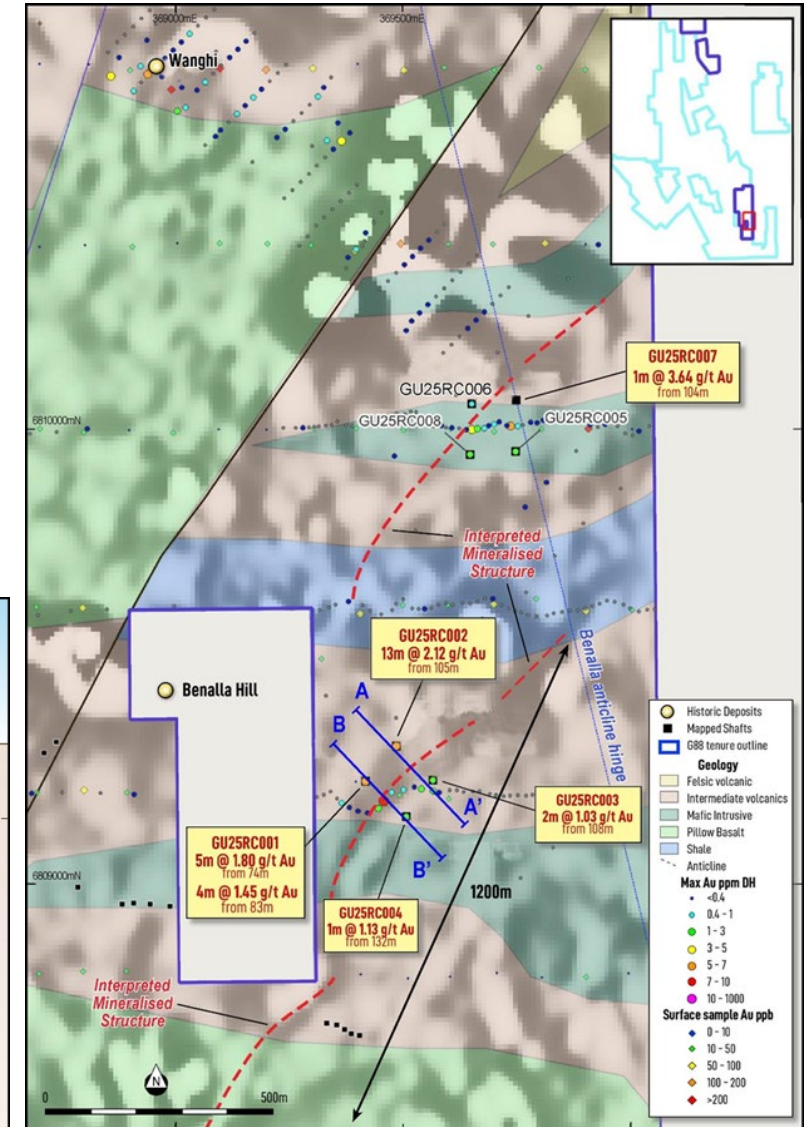 369000mE
369500mE
Wanghi
GU25RC007
1m @ 3.64 g/t Au
from 104m
GU25RC006
GU25RC008
GU25RC005
6810000mN
Interpreted
Mineralised
Structure
GU25RC002
13m @ 2.12 g/t Au
from 105m
Benalla Hill
A
B
Benalla anticline hinge
A'
B'
GU25RC003
2m @ 1.03 g/t Au
from 108m
GU25RC001
5m @ 1.80 g/t Au
from 74m
4m @ 1.45 g/t Au
from 83m
6809000mN
1200m
GU25RC004
1m @ 1.13 g/t Au
from 132m
Interpreted
Mineralised
Structure
N
0
500m
Historic Deposits
Mapped Shafts
G88 tenure outline
Geology
Felsic volcanic
Intermediate volcanics
Mafic Intrusive
Pillow Basalt
Shale
Anticline
Max Au ppm DH
<0.4
0.4 - 1
1 - 3
3 - 5
5 - 7
7 - 10
10 - 1000
Surface sample Au ppb
0 - 10
10 - 50
50 - 100
100 - 200
>200